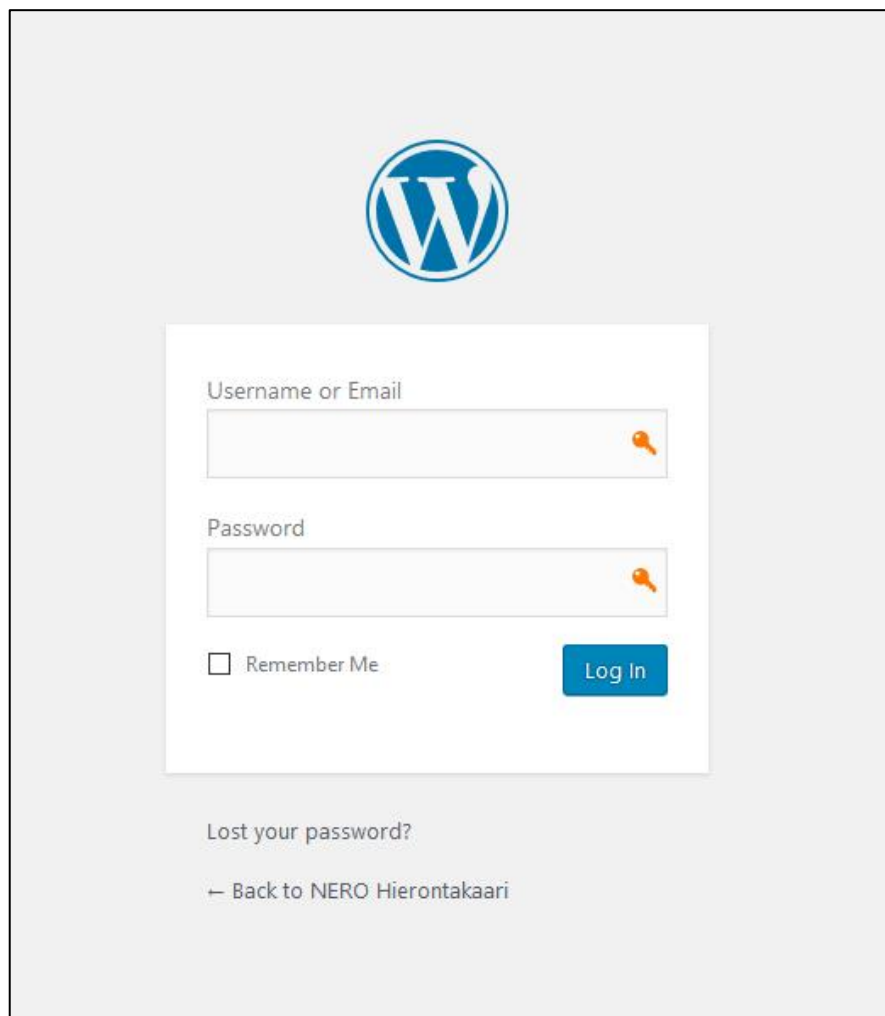 Username or Email
Password
Remember Me
Log In
Lost your password?
← Back to NERO Hierontakaari